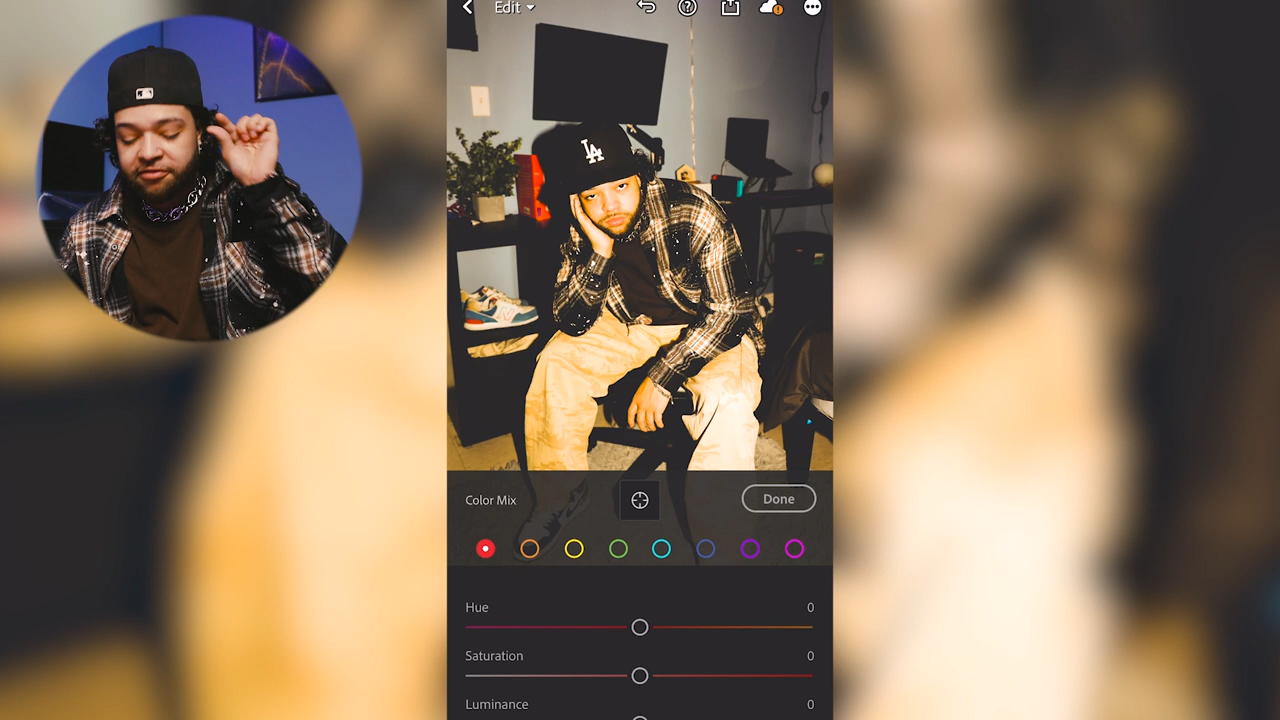 Edit
LA
Color Mix
Done
Hue 0
Saturation 0
Luminance 0